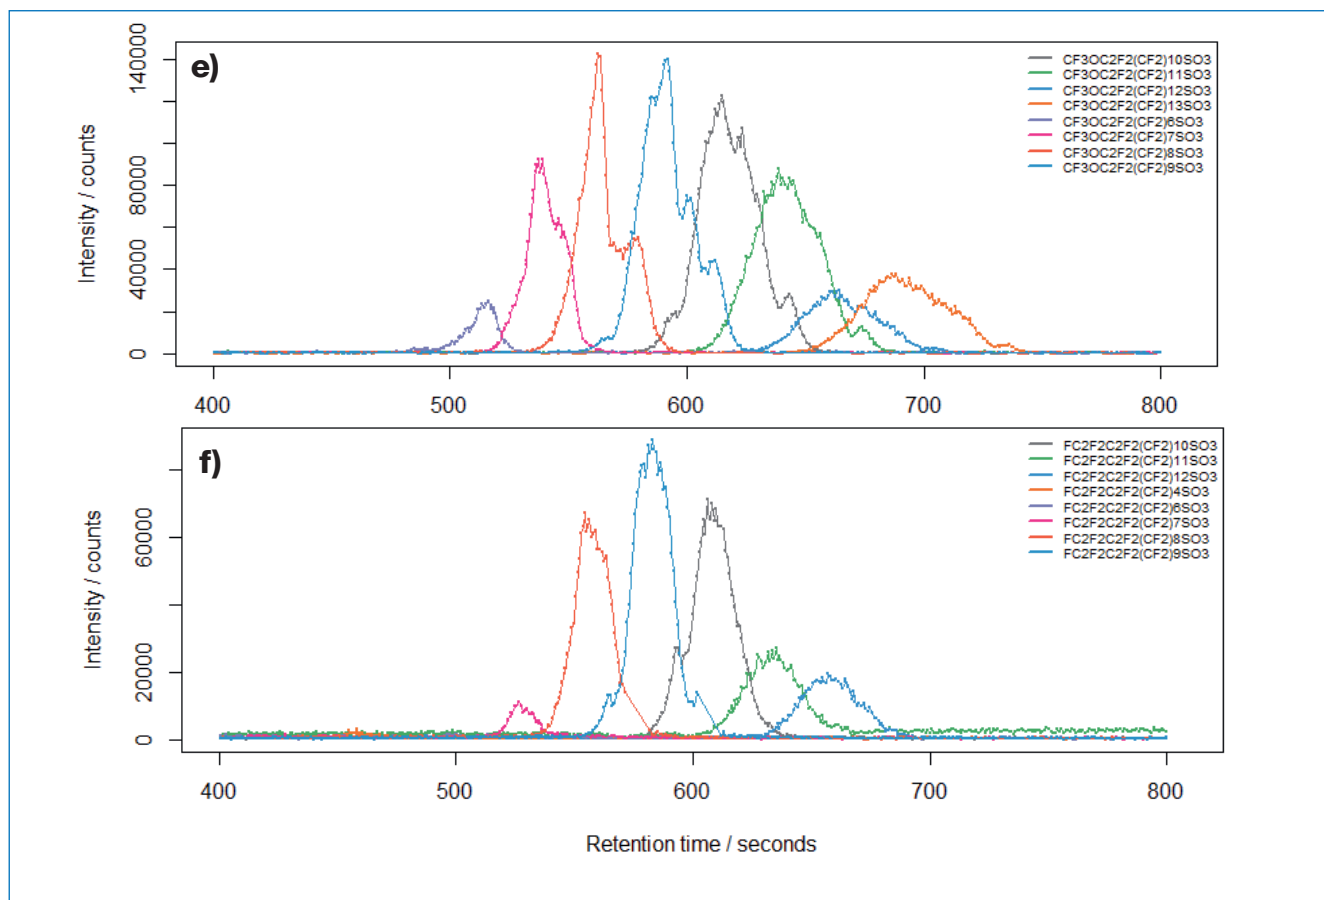 e)
CF3OC2F2(CF2)10SO3
CF3OC2F2(CF2)11SO3
CF3OC2F2(CF2)12SO3
CF3OC2F2(CF2)13SO3
CF3OC2F2(CF2)6SO3
CF3OC2F2(CF2)7SO3
CF3OC2F2(CF2)8SO3
CF3OC2F2(CF2)9SO3
Intensity / counts
140000
80000
40000
0
400 500 600 700 800
f)
FC2F2C2F2(CF2)10SO3
FC2F2C2F2(CF2)11SO3
FC2F2C2F2(CF2)12SO3
FC2F2C2F2(CF2)4SO3
FC2F2C2F2(CF2)6SO3
FC2F2C2F2(CF2)7SO3
FC2F2C2F2(CF2)8SO3
FC2F2C2F2(CF2)9SO3
Intensity / counts
60000
20000
0
400 500 600 700 800
Retention time / seconds